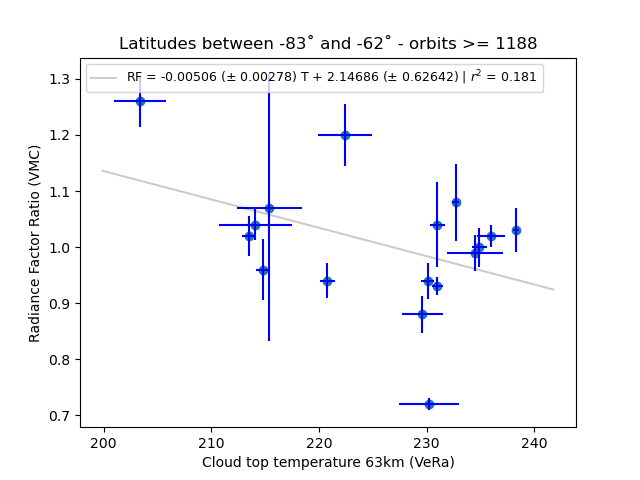 Latitudes between -83˚ and -62˚ - orbits >= 1188
RF = -0.00506 (± 0.00278) T + 2.14686 (± 0.62642) | r² = 0.181
Radiance Factor Ratio (VMC)
1.3
1.2
1.1
1.0
0.9
0.8
0.7
200 210 220 230 240
Cloud top temperature 63km (VeRa)